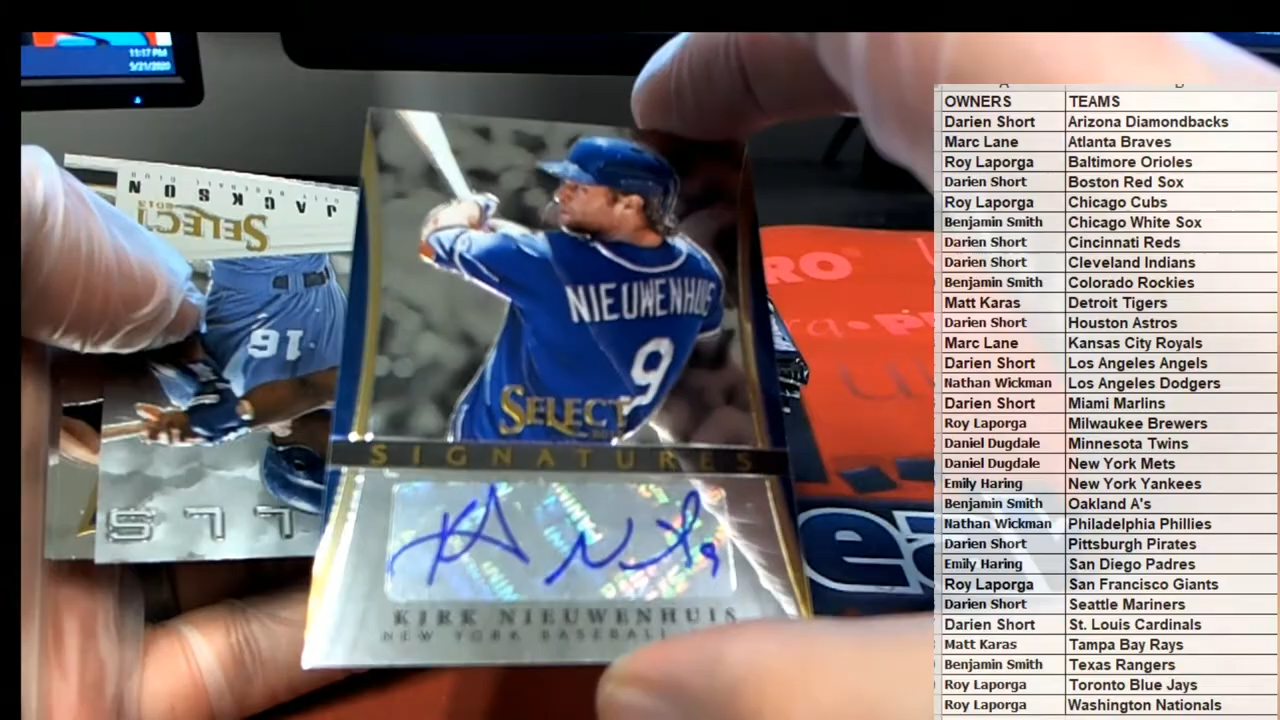 11:17 PM
5/21/2020
JACKSON
SELECT
2013
16
NIEUWENHUIS
9
SELECT
SIGNATURES
KIRK NIEUWENHUIS
NEW YORK BASEBALL
RO
OWNERS TEAMS
Darien Short Arizona Diamondbacks
Marc Lane Atlanta Braves
Roy Laporga Baltimore Orioles
Darien Short Boston Red Sox
Roy Laporga Chicago Cubs
Benjamin Smith Chicago White Sox
Darien Short Cincinnati Reds
Darien Short Cleveland Indians
Benjamin Smith Colorado Rockies
Matt Karas Detroit Tigers
Darien Short Houston Astros
Marc Lane Kansas City Royals
Darien Short Los Angeles Angels
Nathan Wickman Los Angeles Dodgers
Darien Short Miami Marlins
Roy Laporga Milwaukee Brewers
Daniel Dugdale Minnesota Twins
Daniel Dugdale New York Mets
Emily Haring New York Yankees
Benjamin Smith Oakland A's
Nathan Wickman Philadelphia Phillies
Darien Short Pittsburgh Pirates
Emily Haring San Diego Padres
Roy Laporga San Francisco Giants
Darien Short Seattle Mariners
Darien Short St. Louis Cardinals
Matt Karas Tampa Bay Rays
Benjamin Smith Texas Rangers
Roy Laporga Toronto Blue Jays
Roy Laporga Washington Nationals